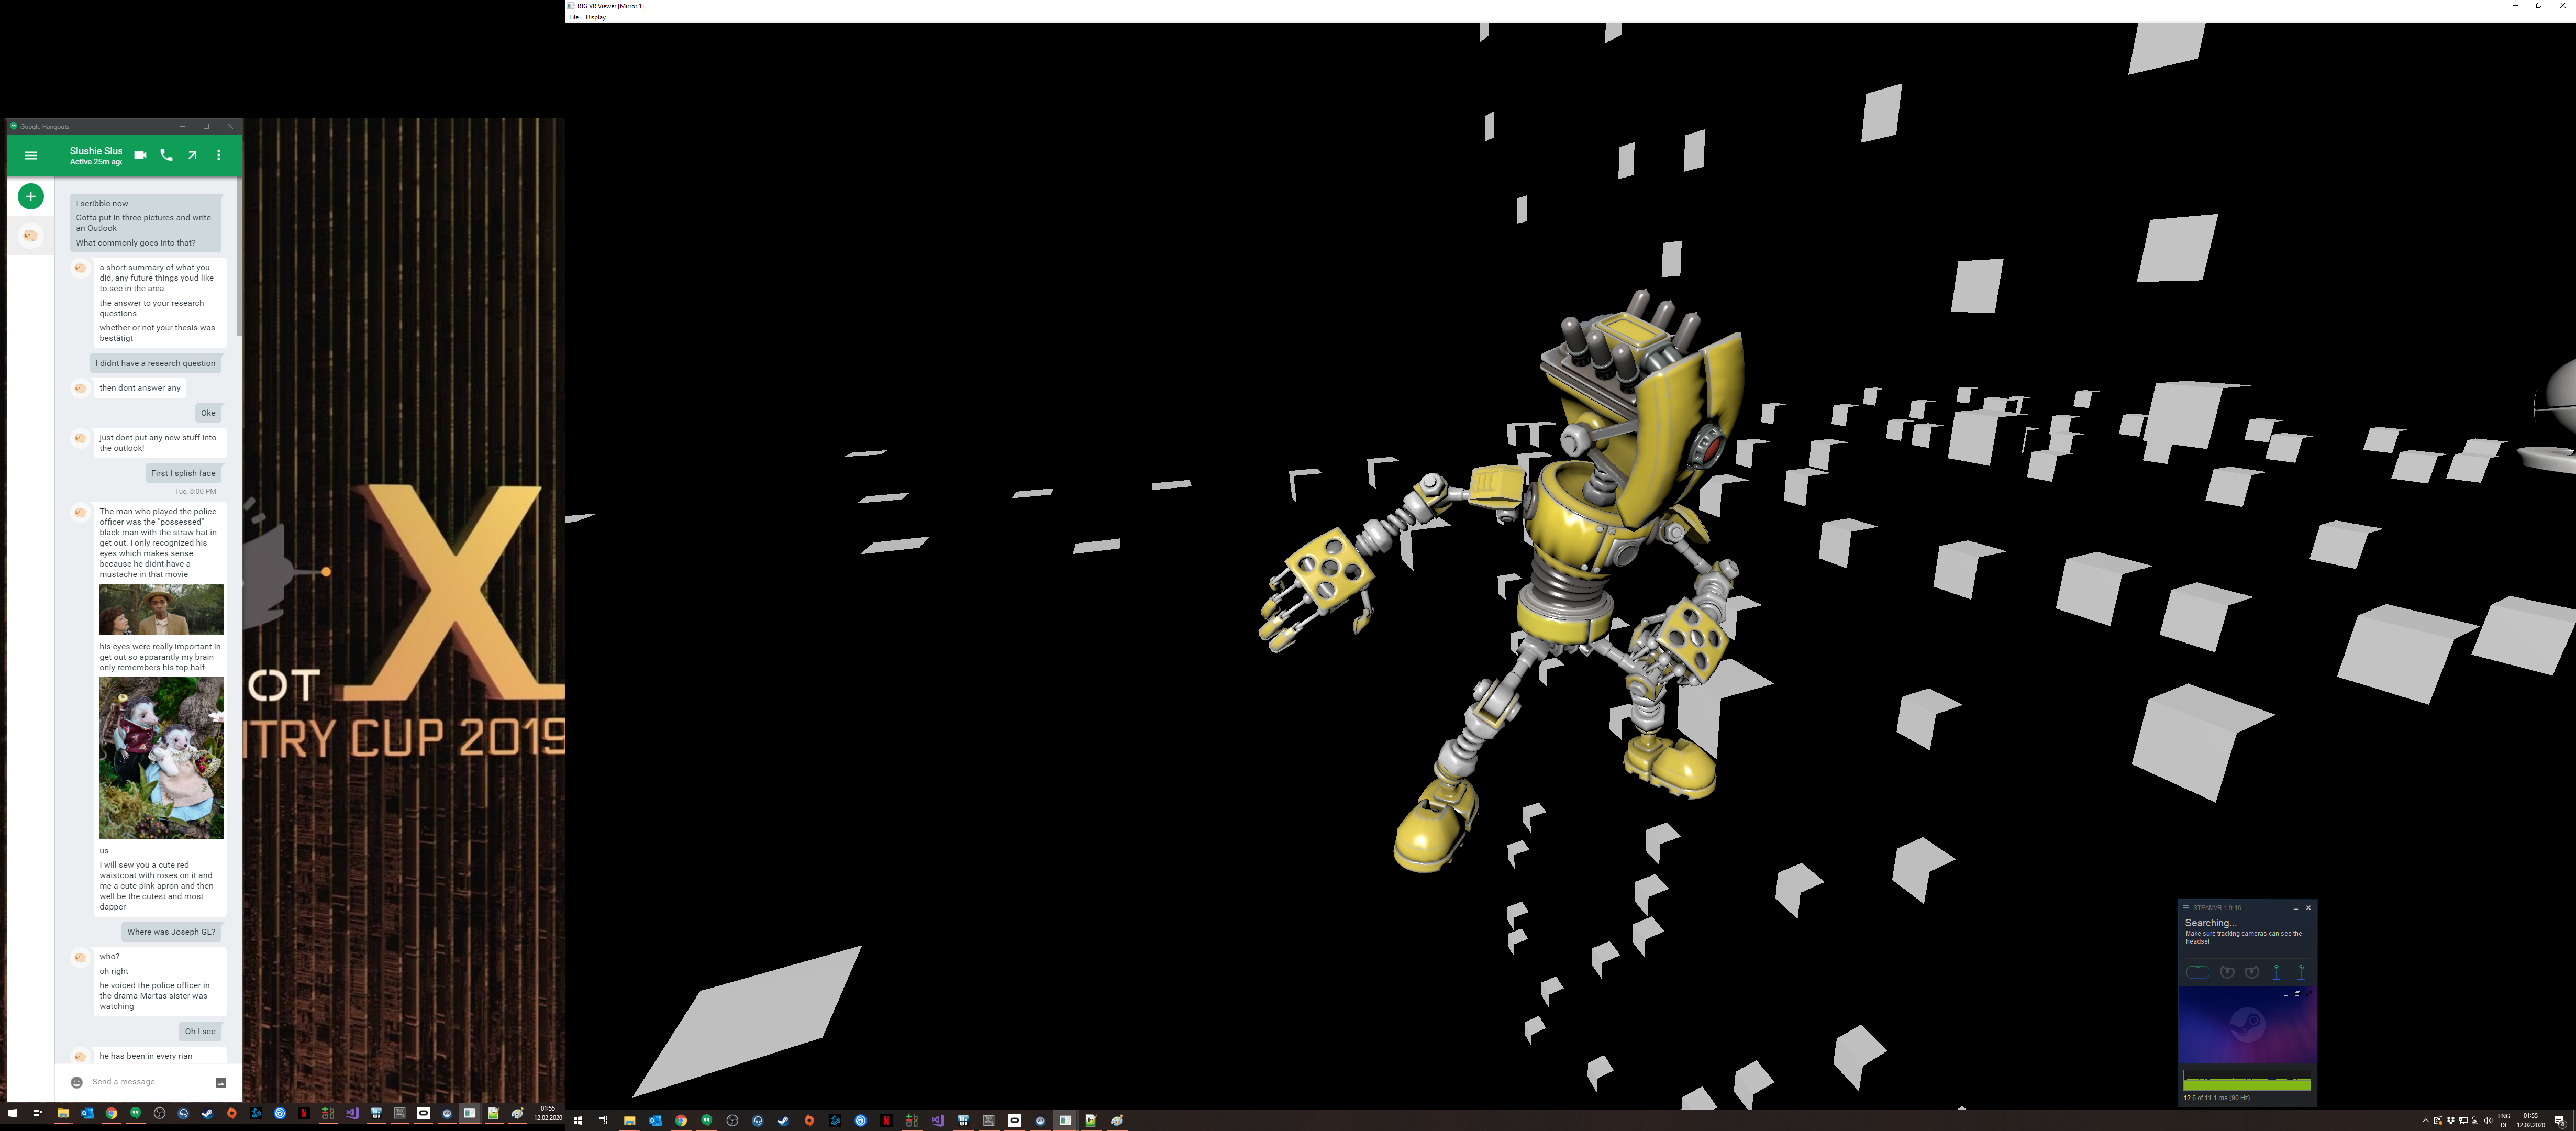 RTG VR Viewer [Mirror 1]
File Display
Google Hangouts
Slushie Slus
Active 25m ago
I scribble now
Gotta put in three pictures and write
an Outlook
What commonly goes into that?
a short summary of what you
did, any future things youd like
to see in the area
the answer to your research
questions
whether or not your thesis was
bestätigt
I didnt have a research question
then dont answer any
Oke
just dont put any new stuff into
the outlook!
First I splish face
Tue, 8:00 PM
The man who played the police
officer was the "possessed"
black man with the straw hat in
get out. i only recognized his
eyes which makes sense
because he didnt have a
mustache in that movie
his eyes were really important in
get out so apparantly my brain
only remembers his top half
us
I will sew you a cute red
waistcoat with roses on it and
me a cute pink apron and then
well be the cutest and most
dapper
Where was Joseph GL?
who?
oh right
he voiced the police officer in
the drama Martas sister was
watching
Oh I see
he has been in every rian
Send a message
X
OT
NTRY CUP 2019
STEAMVR 1.9.16
Searching...
Make sure tracking cameras can see the
headset
12.6 of 11.1 ms (90 Hz)
01:55
12.02.2020
ENG
DE
01:55
12.02.2020